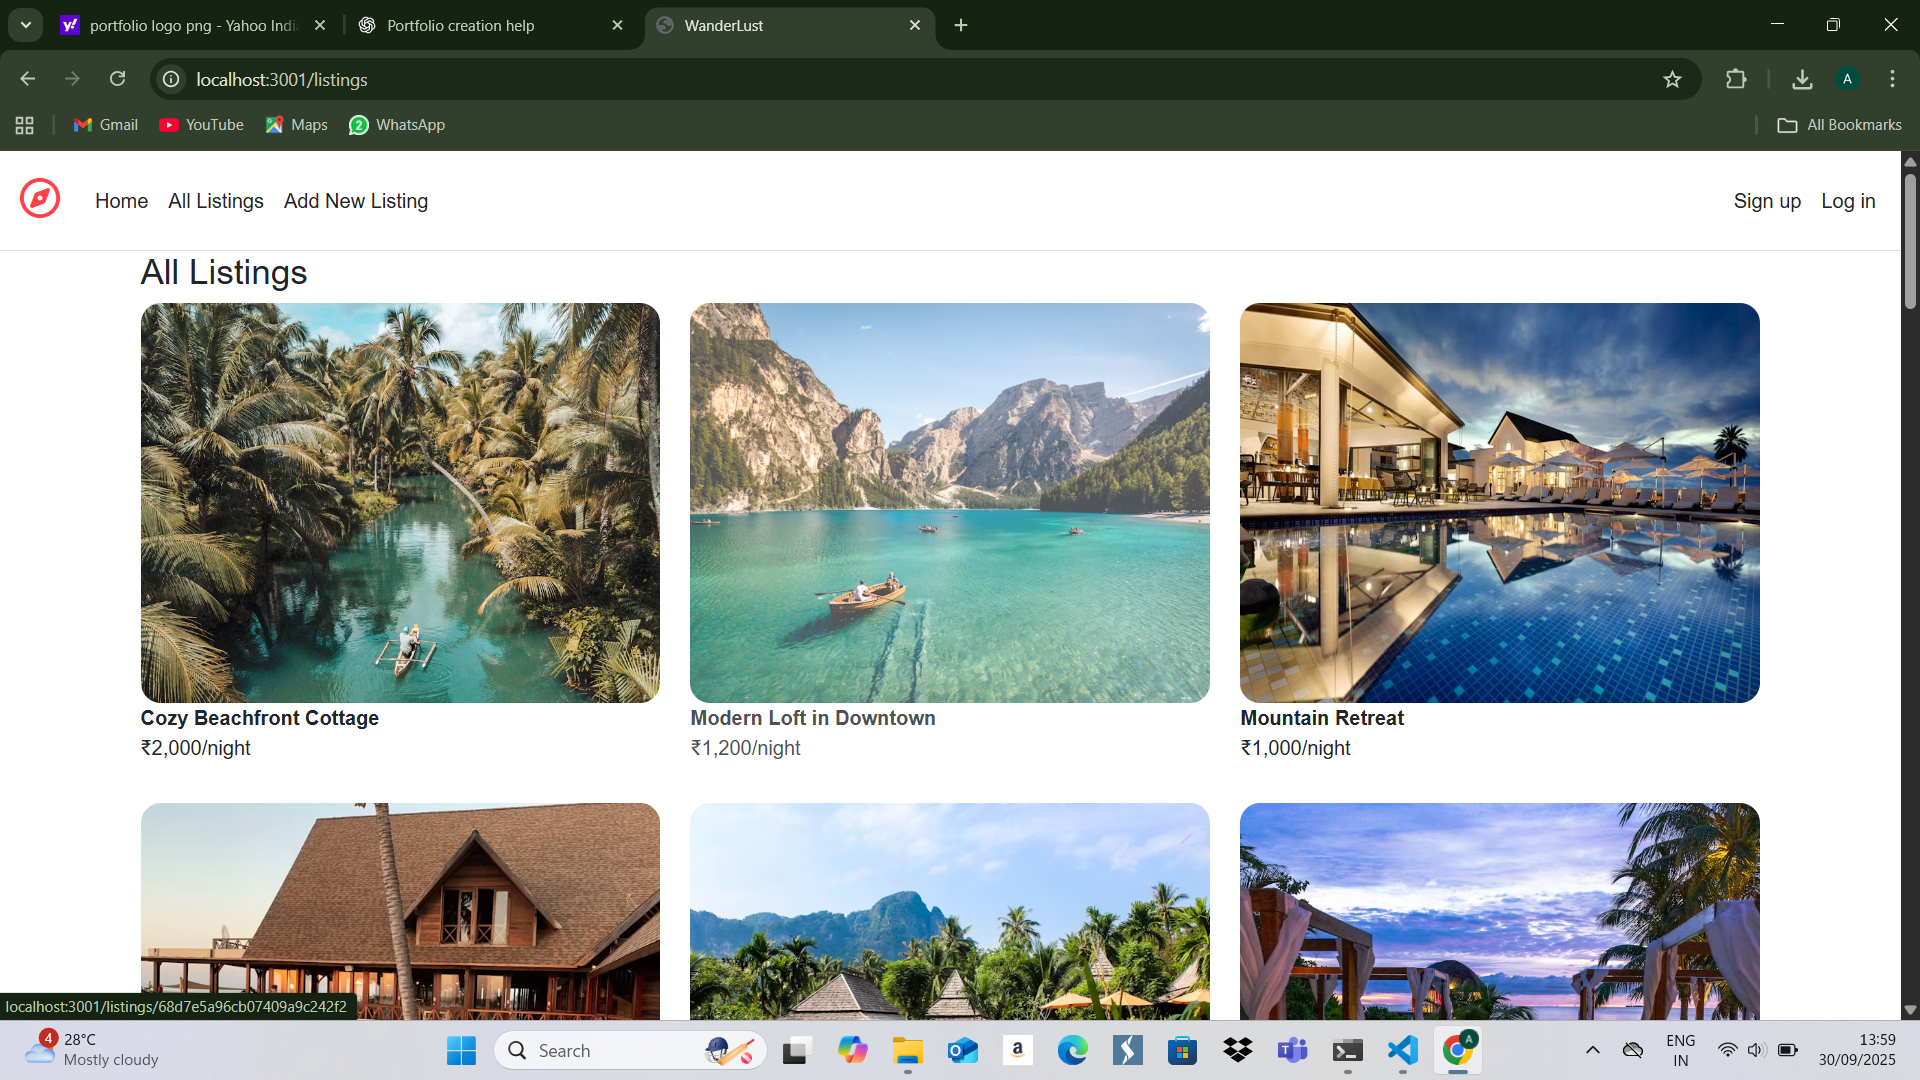 portfolio logo png - Yahoo Indi
Portfolio creation help
WanderLust
localhost:3001/listings
A
Gmail
YouTube
Maps
2
WhatsApp
All Bookmarks
Home
All Listings
Add New Listing
Sign up
Log in
All Listings
Cozy Beachfront Cottage
₹2,000/night
Modern Loft in Downtown
₹1,200/night
Mountain Retreat
₹1,000/night
localhost:3001/listings/68d7e5a96cb07409a9c242f2
4
28°C
Mostly cloudy
Search
A
ENG
IN
13:59
30/09/2025